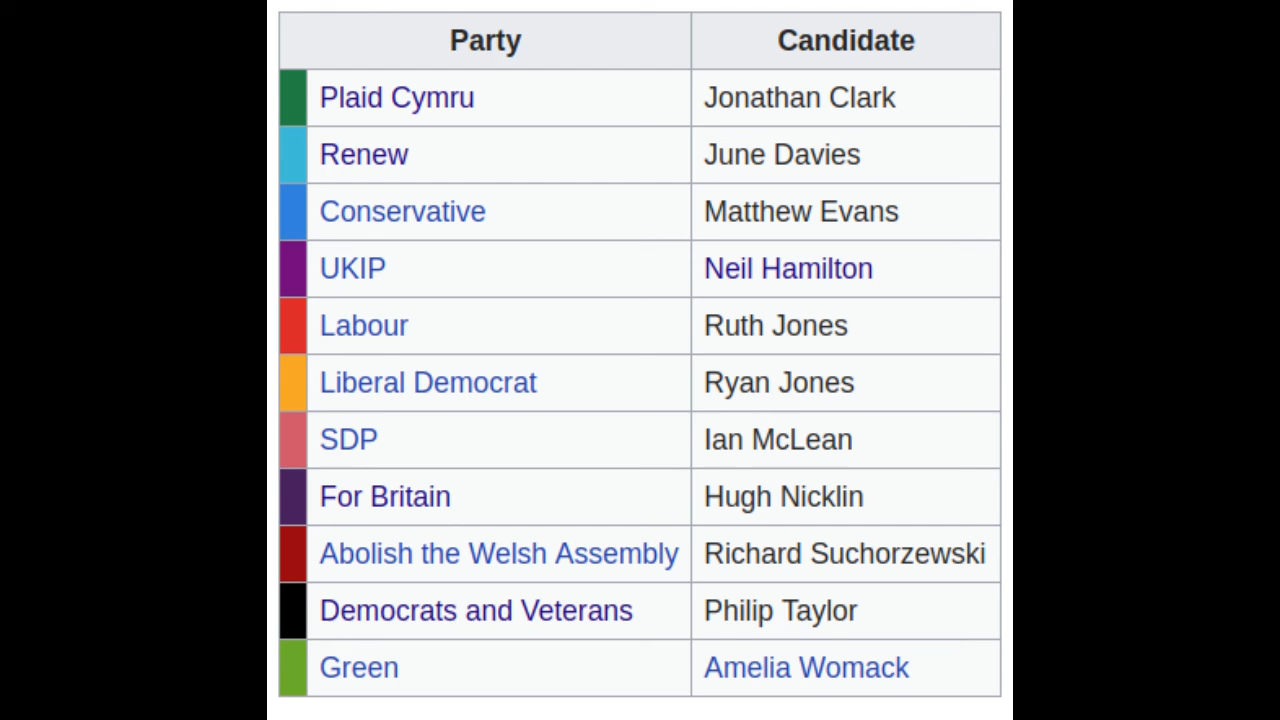 Party Candidate
Plaid Cymru Jonathan Clark
Renew June Davies
Conservative Matthew Evans
UKIP Neil Hamilton
Labour Ruth Jones
Liberal Democrat Ryan Jones
SDP Ian McLean
For Britain Hugh Nicklin
Abolish the Welsh Assembly Richard Suchorzewski
Democrats and Veterans Philip Taylor
Green Amelia Womack